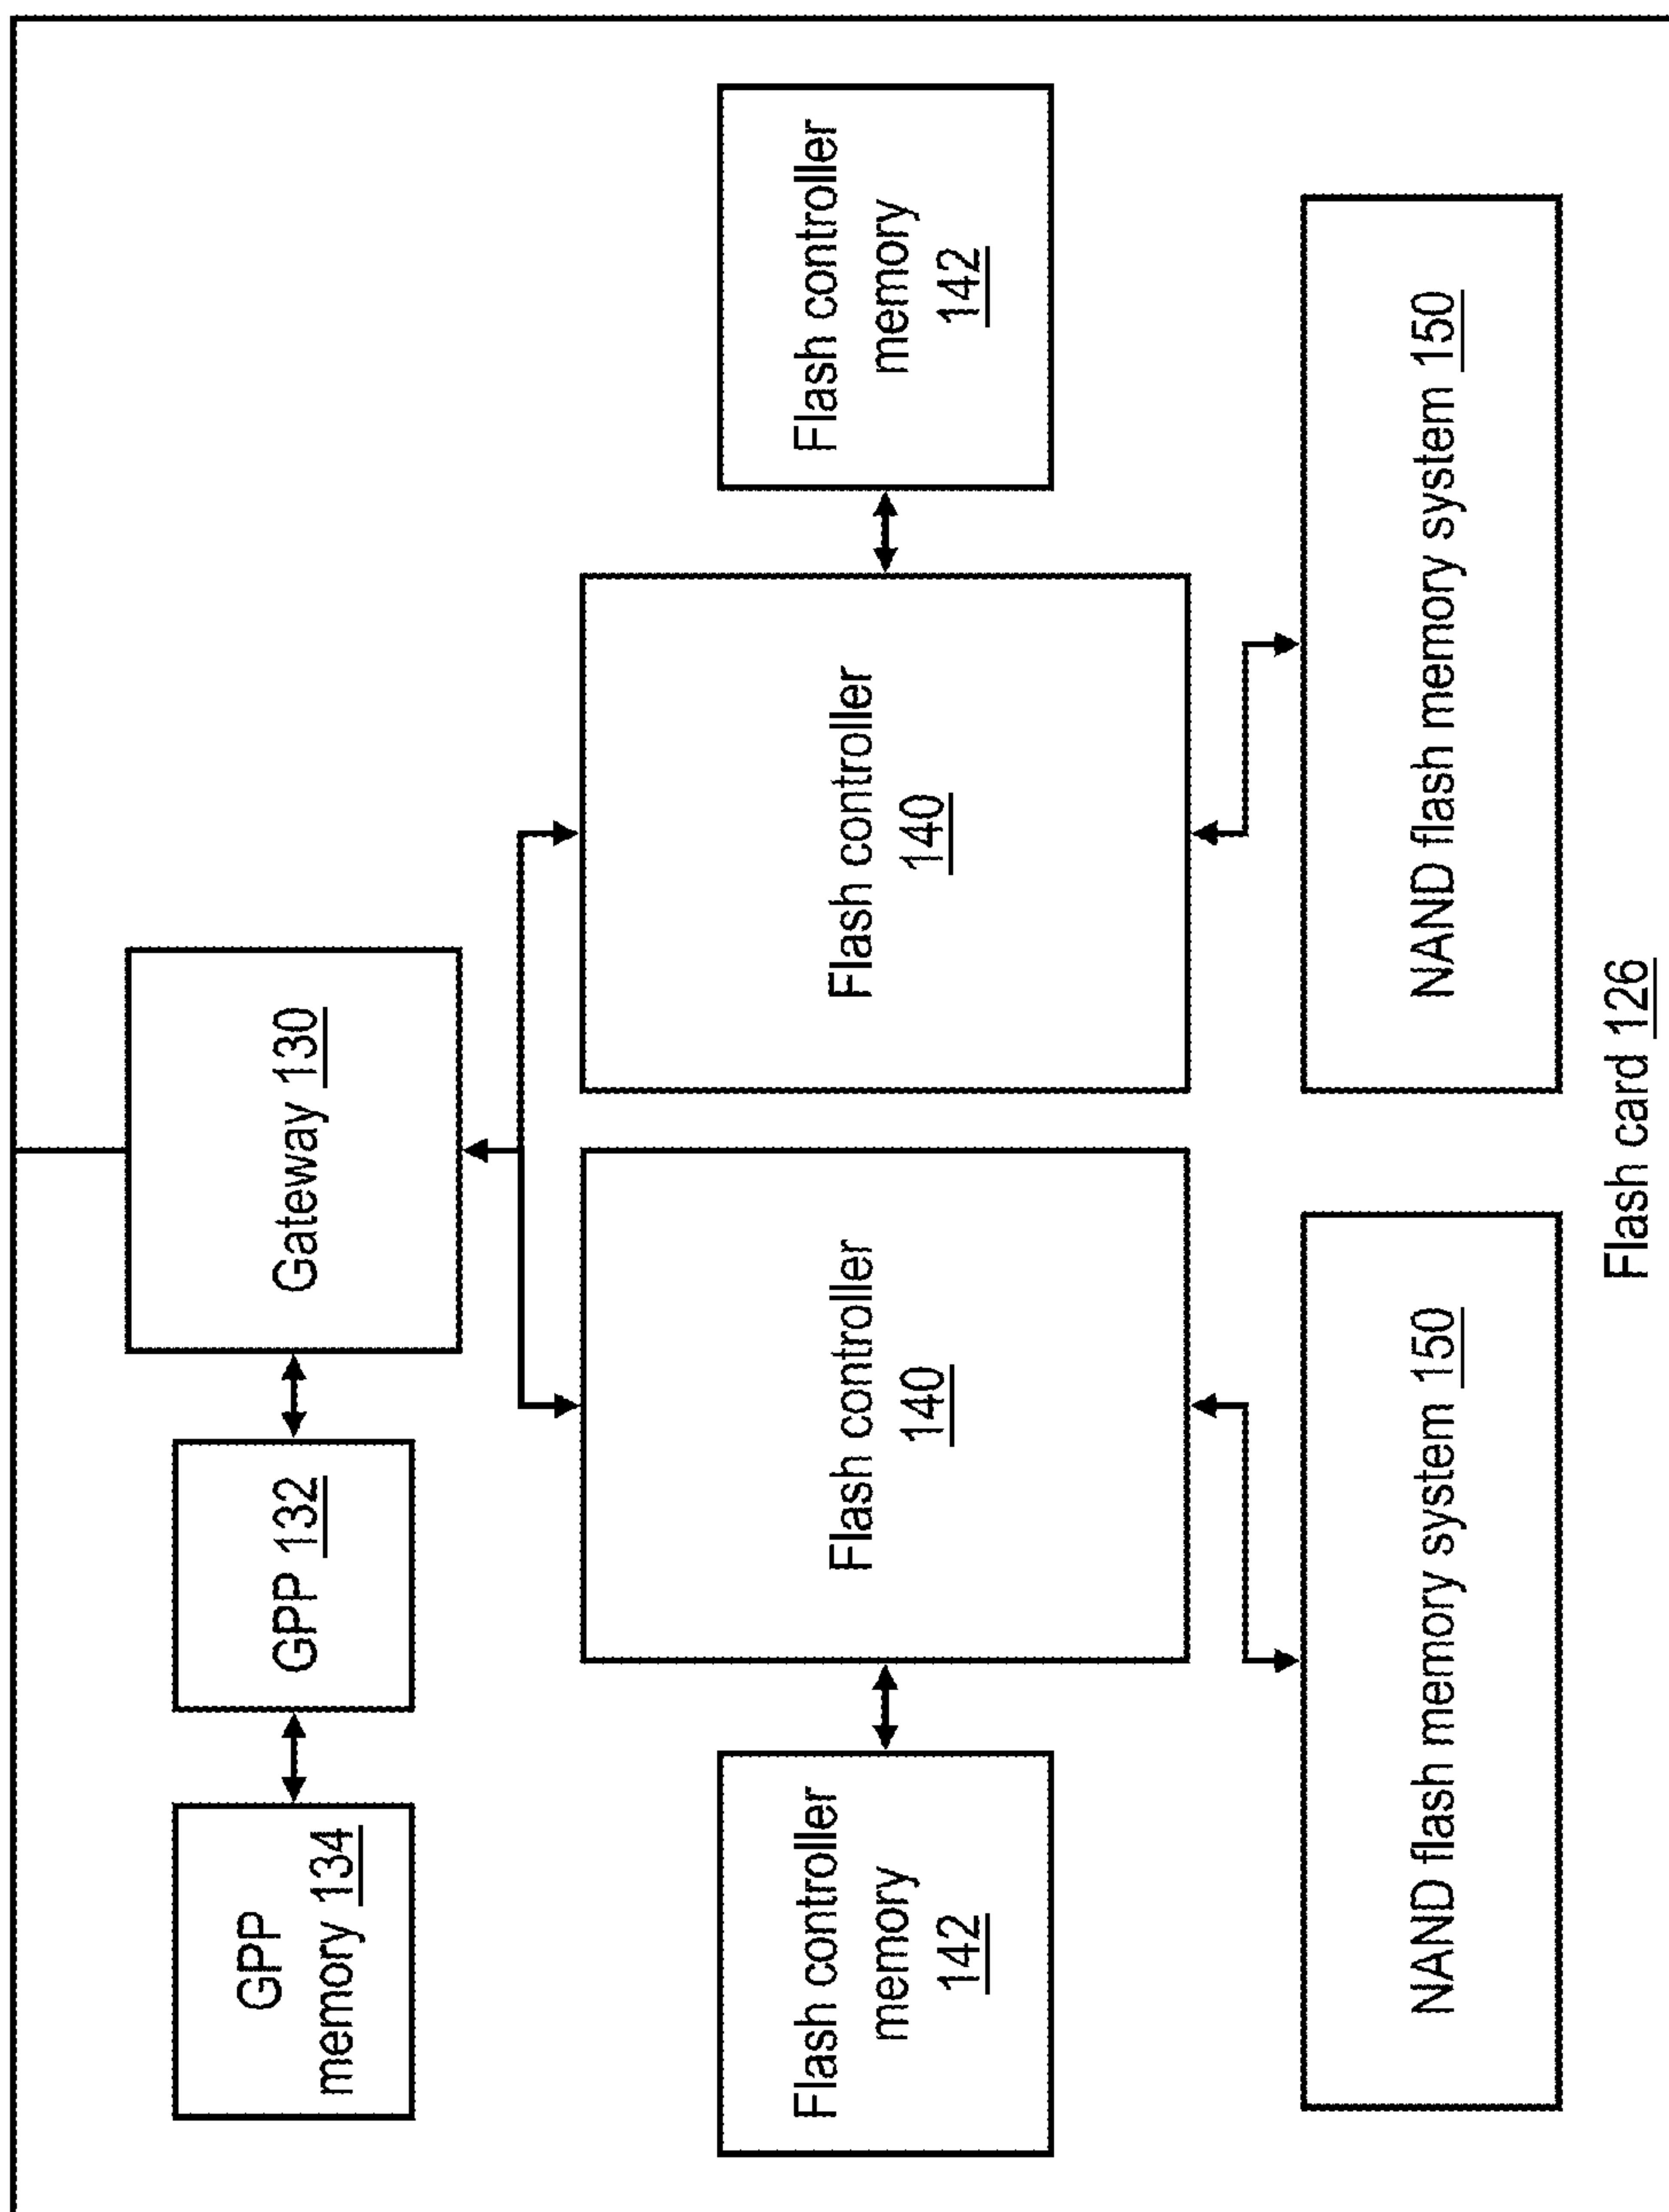 GPP
memory 134
GPP 132
Gateway 130
Flash controller
memory
142
Flash controller
140
Flash controller
140
Flash controller
memory
142
NAND flash memory system 150
NAND flash memory system 150
Flash card 126